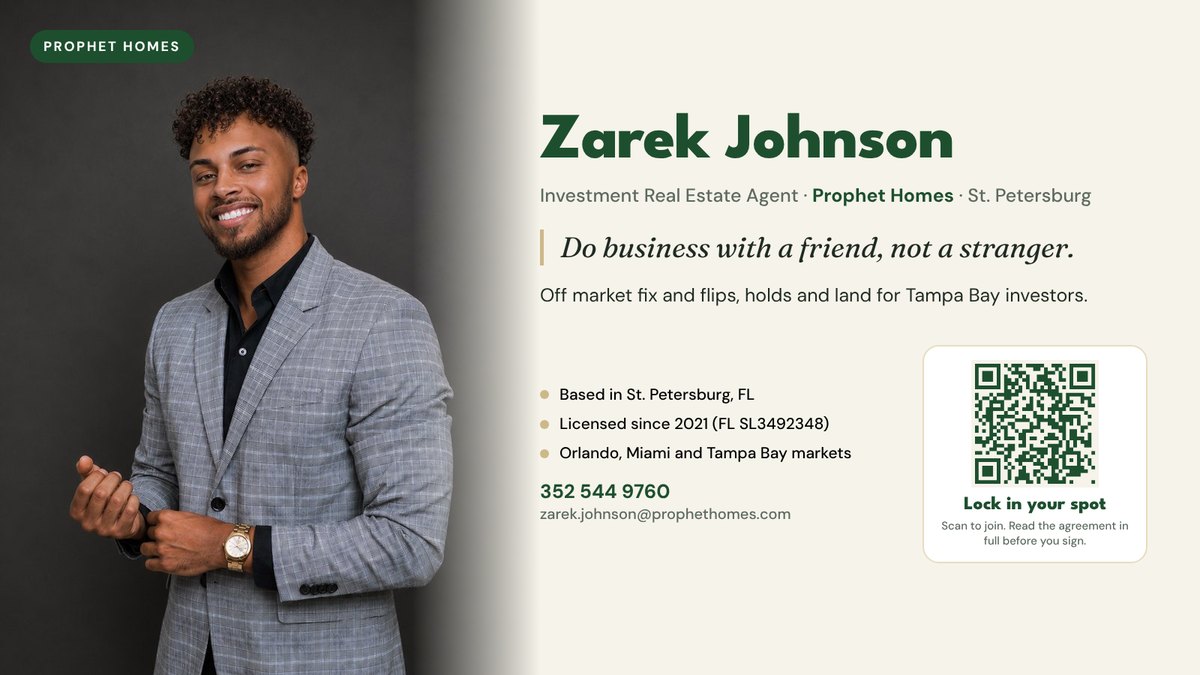 PROPHET HOMES
Zarek Johnson
Investment Real Estate Agent · Prophet Homes · St. Petersburg
Do business with a friend, not a stranger.
Off market fix and flips, holds and land for Tampa Bay investors.
Based in St. Petersburg, FL
Licensed since 2021 (FL SL3492348)
Orlando, Miami and Tampa Bay markets
352 544 9760
zarek.johnson@prophethomes.com
Lock in your spot
Scan to join. Read the agreement in
full before you sign.